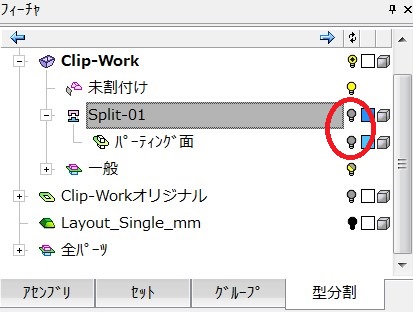 フィーチャ
Clip-Work
未割付け
Split-01
ﾊﾟｰﾃｨﾝｸﾞ面
一般
Clip-Workオリジナル
Layout_Single_mm
全ﾊﾟｰﾂ
ｱｾﾝﾌﾞﾘ ｾｯﾄ ｸﾞﾙｰﾌﾟ 型分割